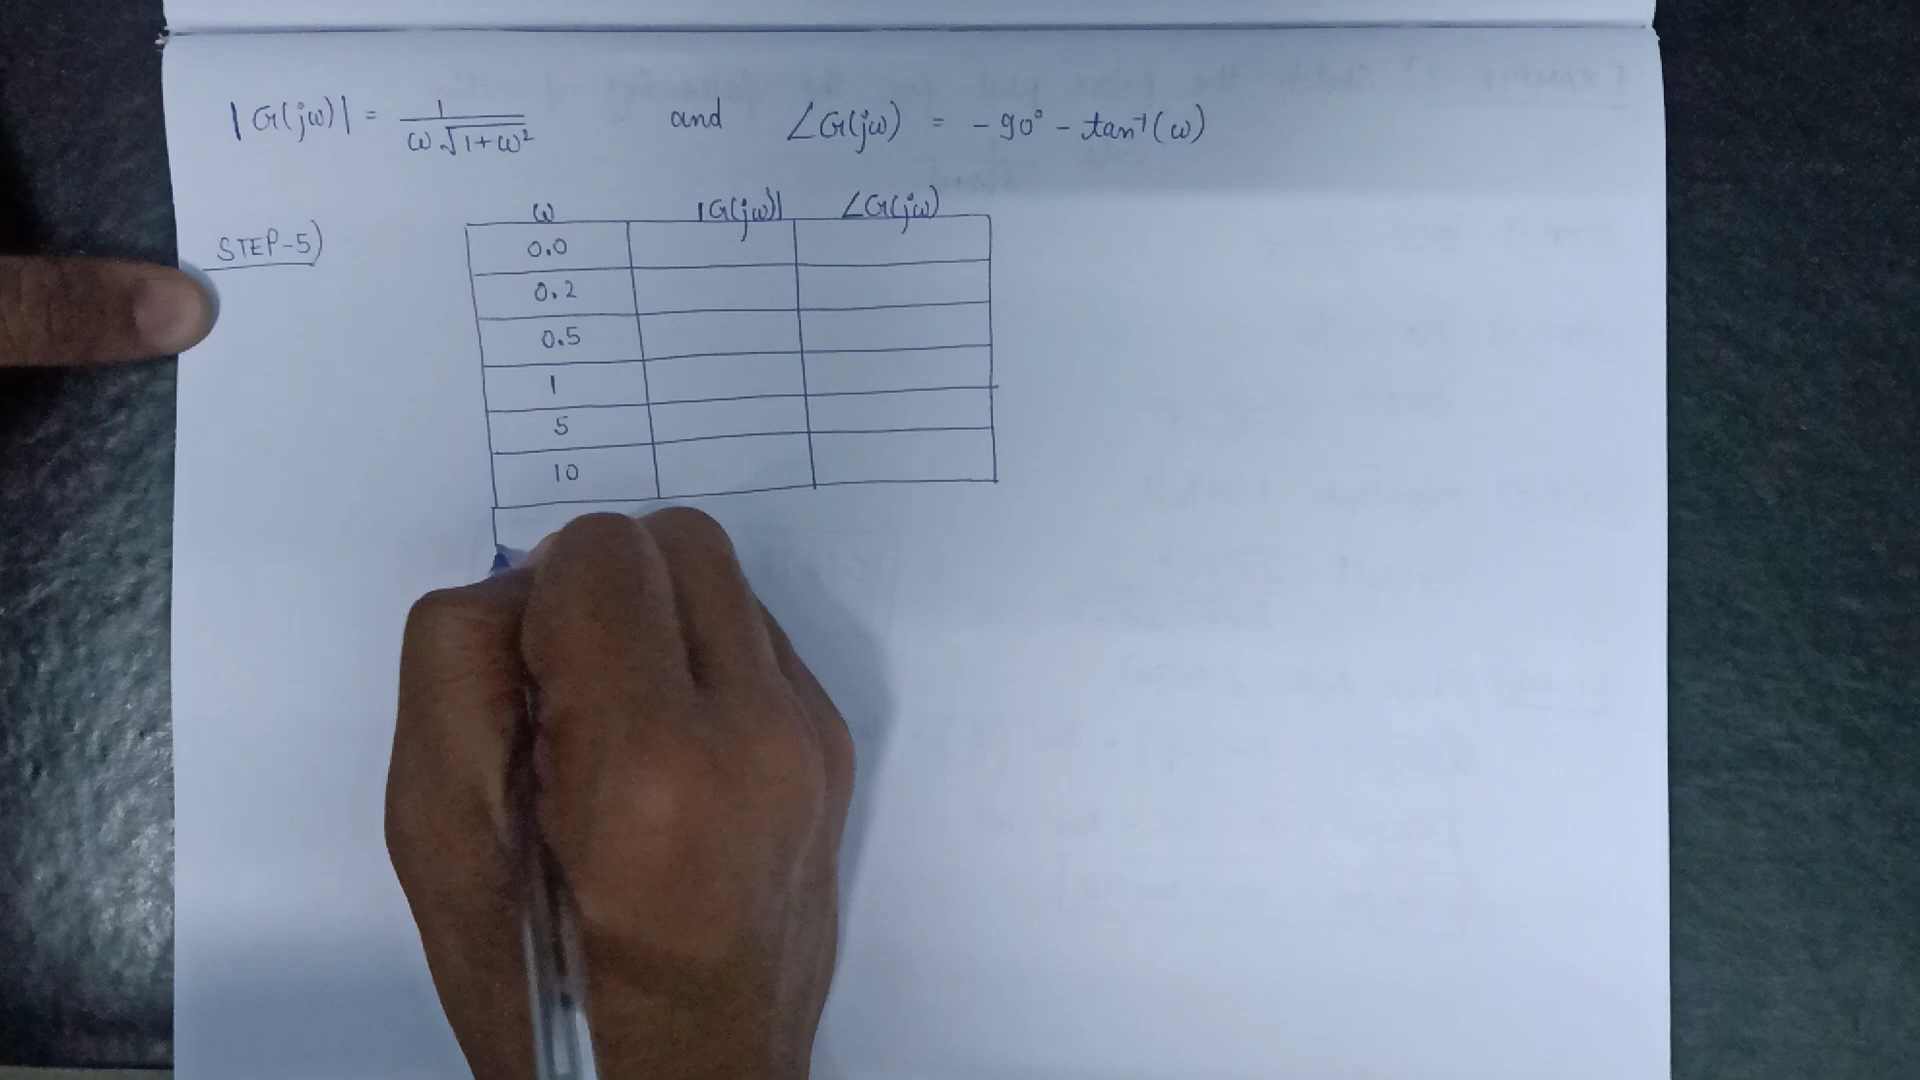 |G(jω)| = 1 / ω√1+ω² and ∠G(jω) = -90° - tan⁻¹(ω)
STEP-5)
ω |G(jω)| ∠G(jω)
0.0
0.2
0.5
1
5
10